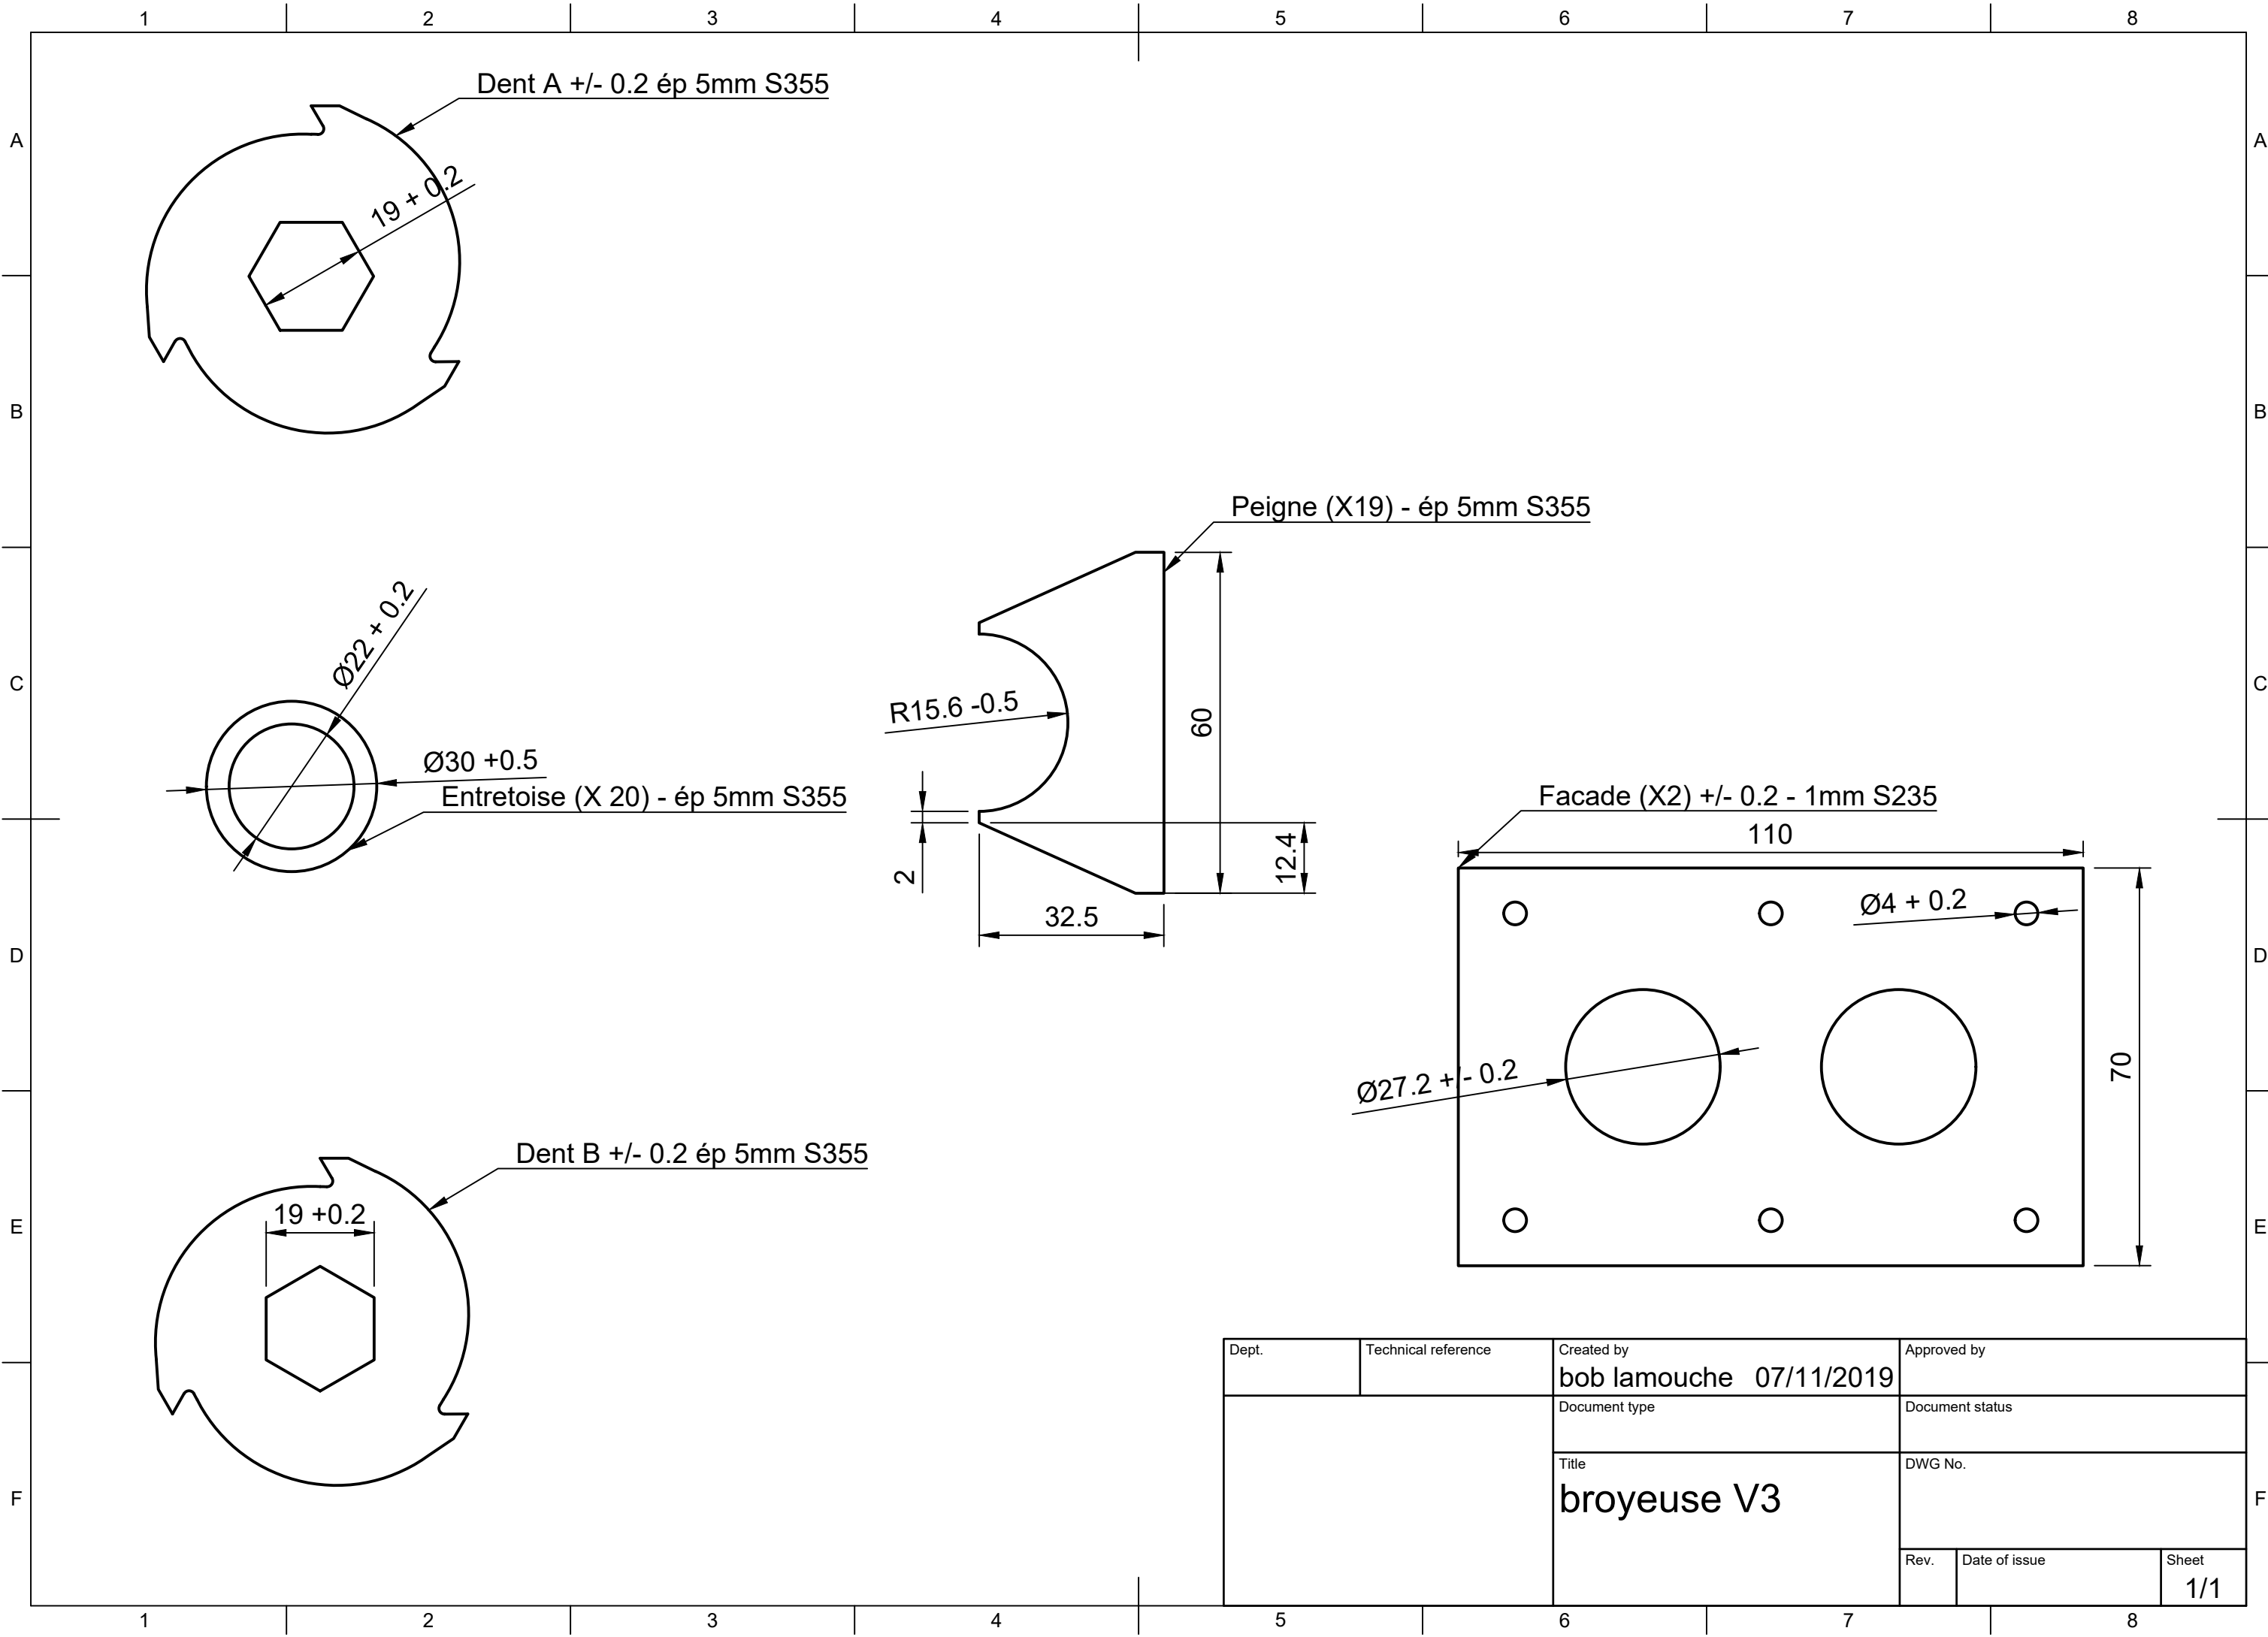 1 2 3 4 5 6 7 8
A A
B B
C C
D D
E E
F F
Dent A +/- 0.2 ép 5mm S355
19 + 0.2
Peigne (X19) - ép 5mm S355
R15.6 -0.5
60
2
12.4
32.5
Ø22 + 0.2
Ø30 +0.5
Entretoise (X 20) - ép 5mm S355
Facade (X2) +/- 0.2 - 1mm S235
110
Ø4 + 0.2
Ø27.2 +/- 0.2
70
Dent B +/- 0.2 ép 5mm S355
19 +0.2
Dept.
Technical reference
Created by
bob lamouche 07/11/2019
Approved by
Document type
Document status
Title
broyeuse V3
DWG No.
Rev.
Date of issue
Sheet
1/1
1 2 3 4 5 6 7 8